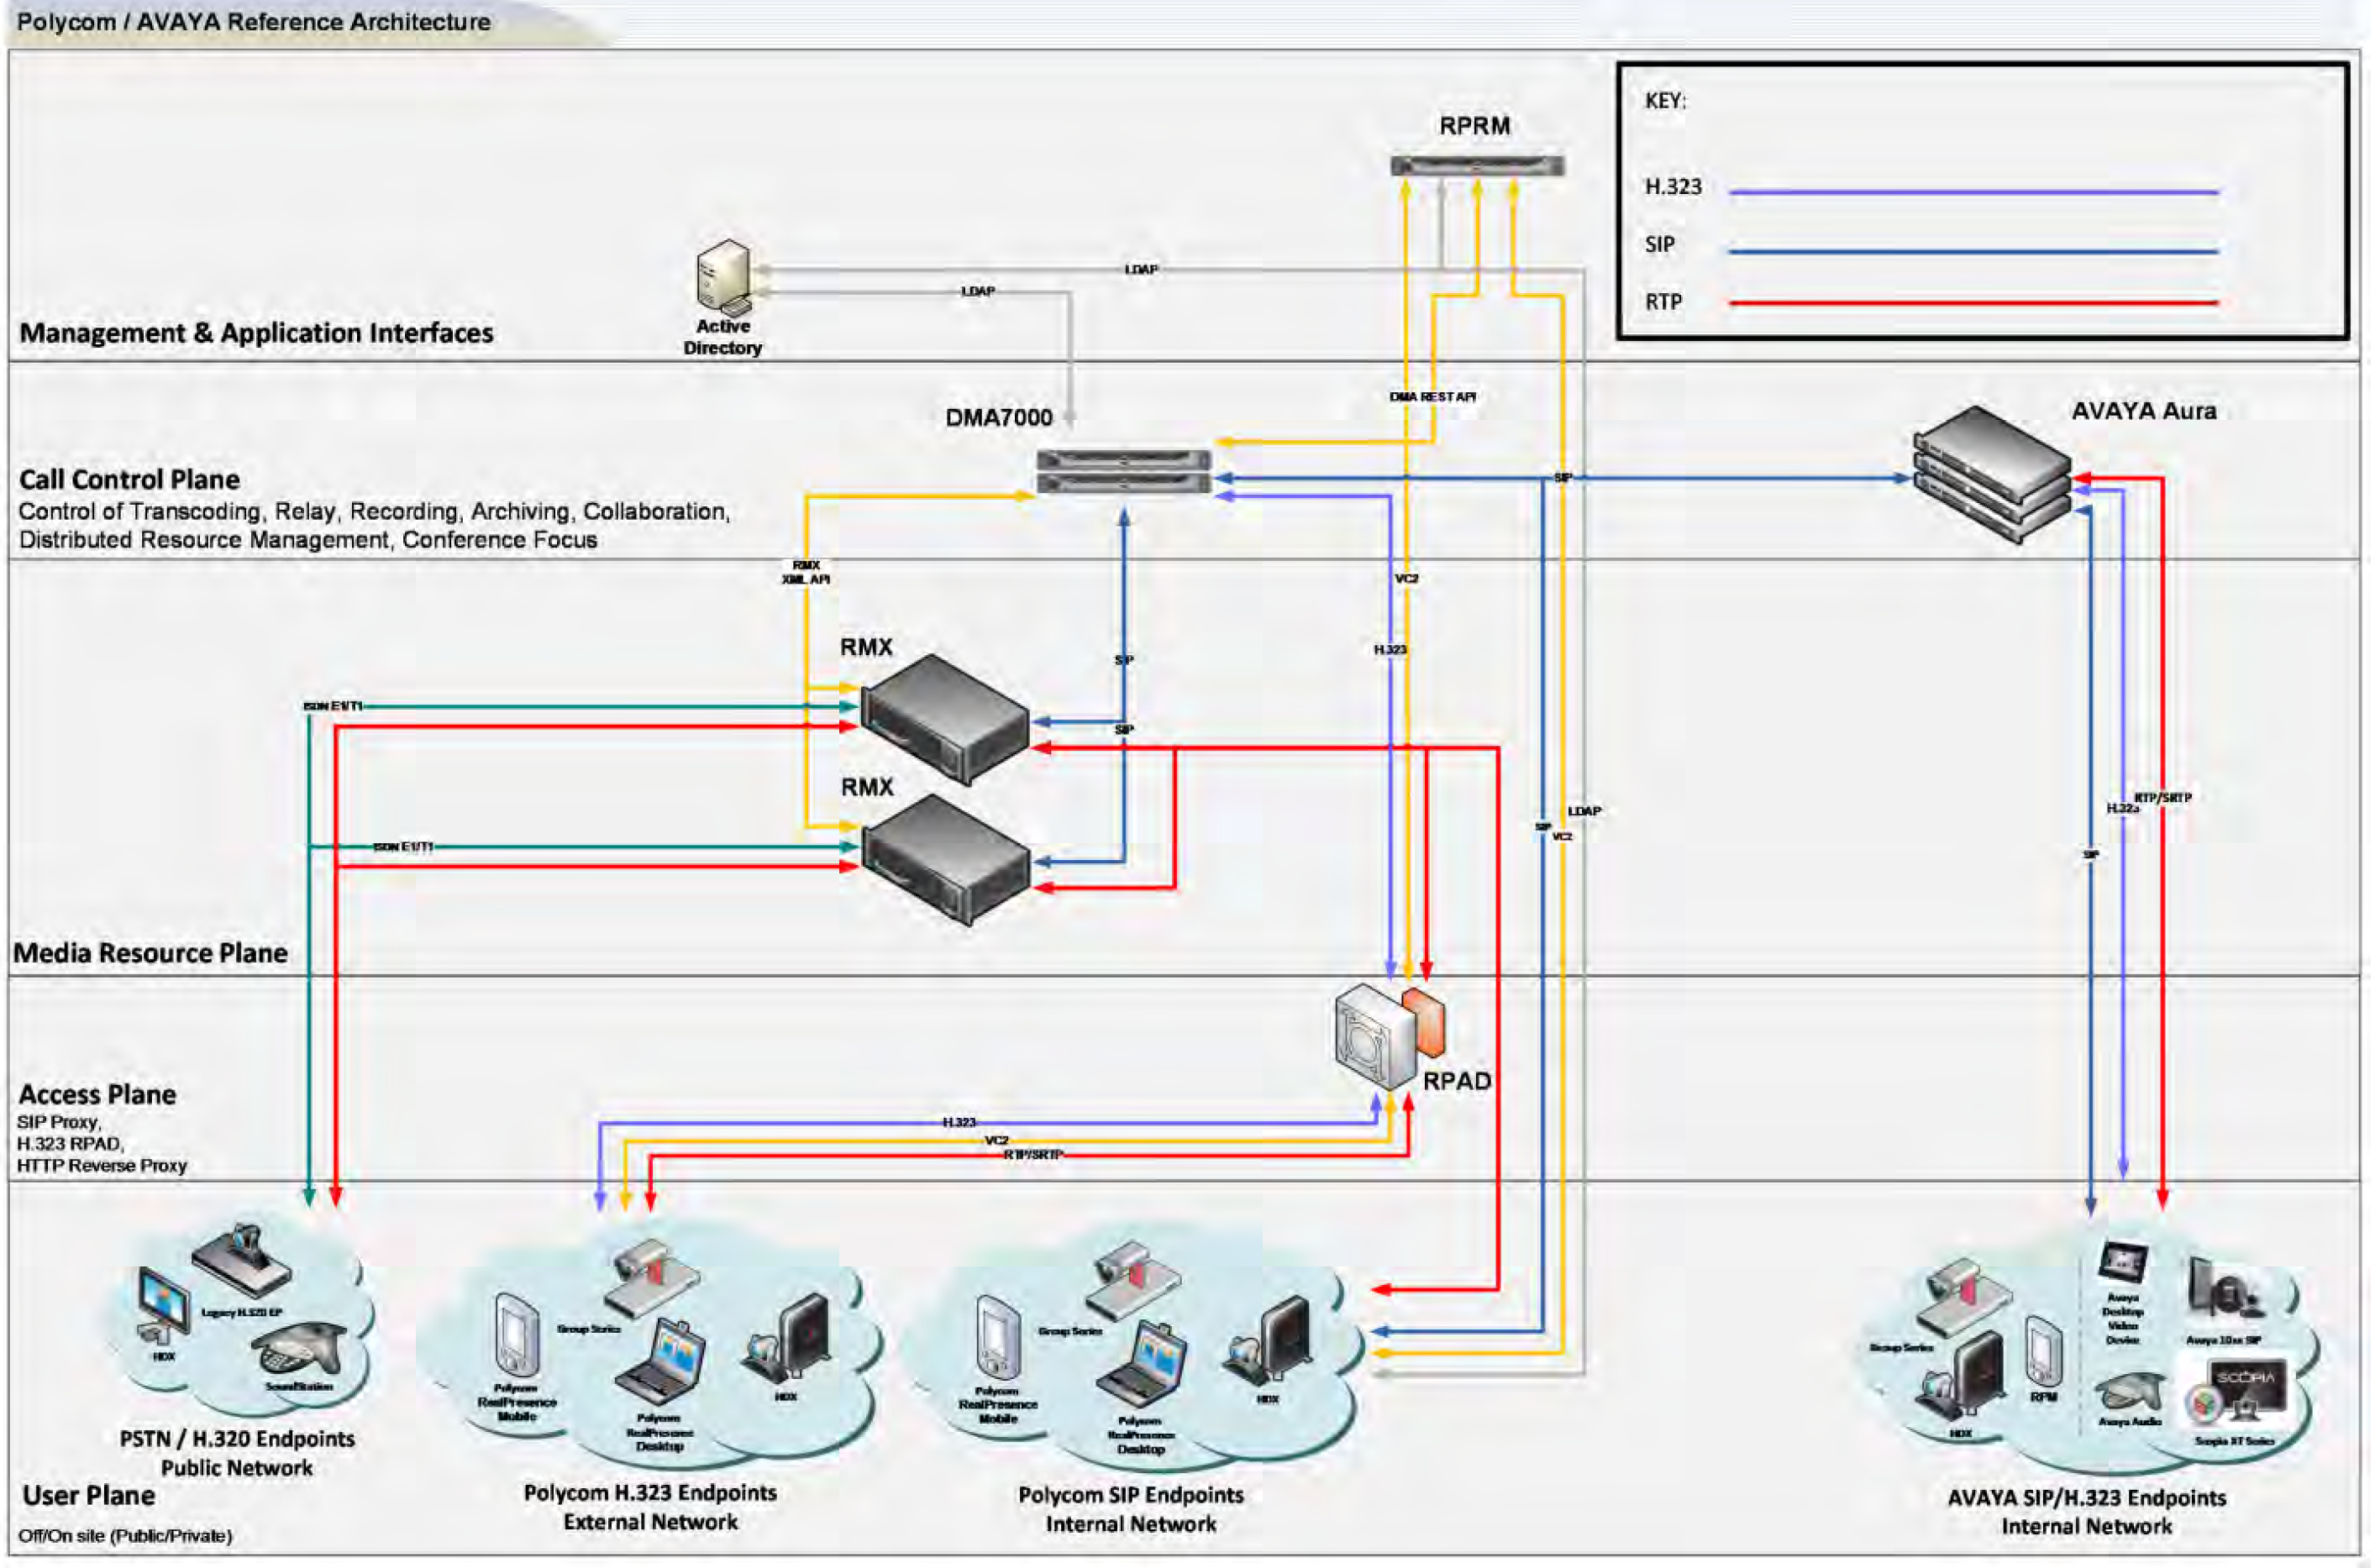 Polycom / AVAYA Reference Architecture
KEY:
H.323
SIP
RTP
RPRM
LDAP
LDAP
Active
Directory
Management & Application Interfaces
DMA REST API
DMA7000
AVAYA Aura
SIP
Call Control Plane
Control of Transcoding, Relay, Recording, Archiving, Collaboration,
Distributed Resource Management, Conference Focus
RMX
XML API
VC2
RMX
H.323
SIP
ISDN E1/T1
SIP
RMX
RTP/SRTP
H.323
LDAP
SIP
VC2
ISDN E1/T1
SIP
Media Resource Plane
RPAD
Access Plane
SIP Proxy,
H.323 RPAD,
HTTP Reverse Proxy
H.323
VC2
RTP/SRTP
Legacy H.320 EP
HDX
SoundStation
PSTN / H.320 Endpoints
Public Network
Group Series
Polycom
RealPresence
Mobile
Polycom
RealPresence
Desktop
HDX
Polycom H.323 Endpoints
External Network
Group Series
Polycom
RealPresence
Mobile
Polycom
RealPresence
Desktop
HDX
Polycom SIP Endpoints
Internal Network
Group Series
HDX
RPM
Avaya
Desktop
Video
Device
Avaya 10xx SIP
Avaya Audio
SCOPIA
Scopia XT Series
AVAYA SIP/H.323 Endpoints
Internal Network
User Plane
Off/On site (Public/Private)